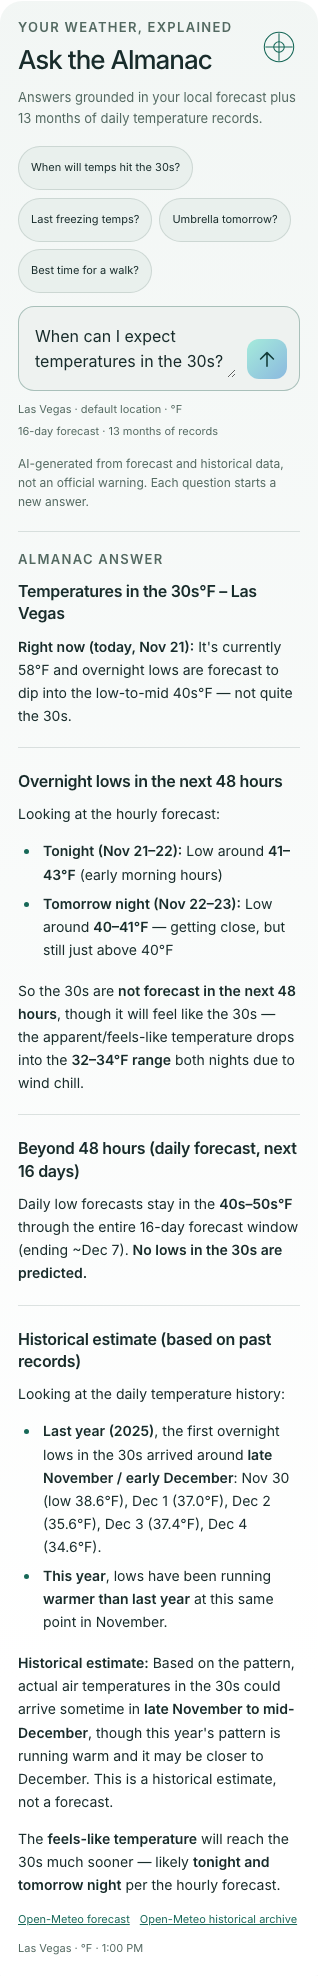 YOUR WEATHER, EXPLAINED
Ask the Almanac
Answers grounded in your local forecast plus
13 months of daily temperature records.
When will temps hit the 30s?
Last freezing temps?
Umbrella tomorrow?
Best time for a walk?
When can I expect
temperatures in the 30s?
Las Vegas · default location · °F
16-day forecast · 13 months of records
AI-generated from forecast and historical data,
not an official warning. Each question starts a
new answer.
ALMANAC ANSWER
Temperatures in the 30s°F – Las
Vegas
Right now (today, Nov 21): It's currently
58°F and overnight lows are forecast to
dip into the low-to-mid 40s°F — not quite
the 30s.
Overnight lows in the next 48 hours
Looking at the hourly forecast:
• Tonight (Nov 21–22): Low around 41–
43°F (early morning hours)
• Tomorrow night (Nov 22–23): Low
around 40–41°F — getting close, but
still just above 40°F
So the 30s are not forecast in the next 48
hours, though it will feel like the 30s —
the apparent/feels-like temperature drops
into the 32–34°F range both nights due to
wind chill.
Beyond 48 hours (daily forecast, next
16 days)
Daily low forecasts stay in the 40s–50s°F
through the entire 16-day forecast window
(ending ~Dec 7). No lows in the 30s are
predicted.
Historical estimate (based on past
records)
Looking at the daily temperature history:
• Last year (2025), the first overnight
lows in the 30s arrived around late
November / early December: Nov 30
(low 38.6°F), Dec 1 (37.0°F), Dec 2
(35.6°F), Dec 3 (37.4°F), Dec 4
(34.6°F).
• This year, lows have been running
warmer than last year at this same
point in November.
Historical estimate: Based on the pattern,
actual air temperatures in the 30s could
arrive sometime in late November to mid-
December, though this year's pattern is
running warm and it may be closer to
December. This is a historical estimate,
not a forecast.
The feels-like temperature will reach the
30s much sooner — likely tonight and
tomorrow night per the hourly forecast.
Open-Meteo forecast Open-Meteo historical archive
Las Vegas · °F · 1:00 PM